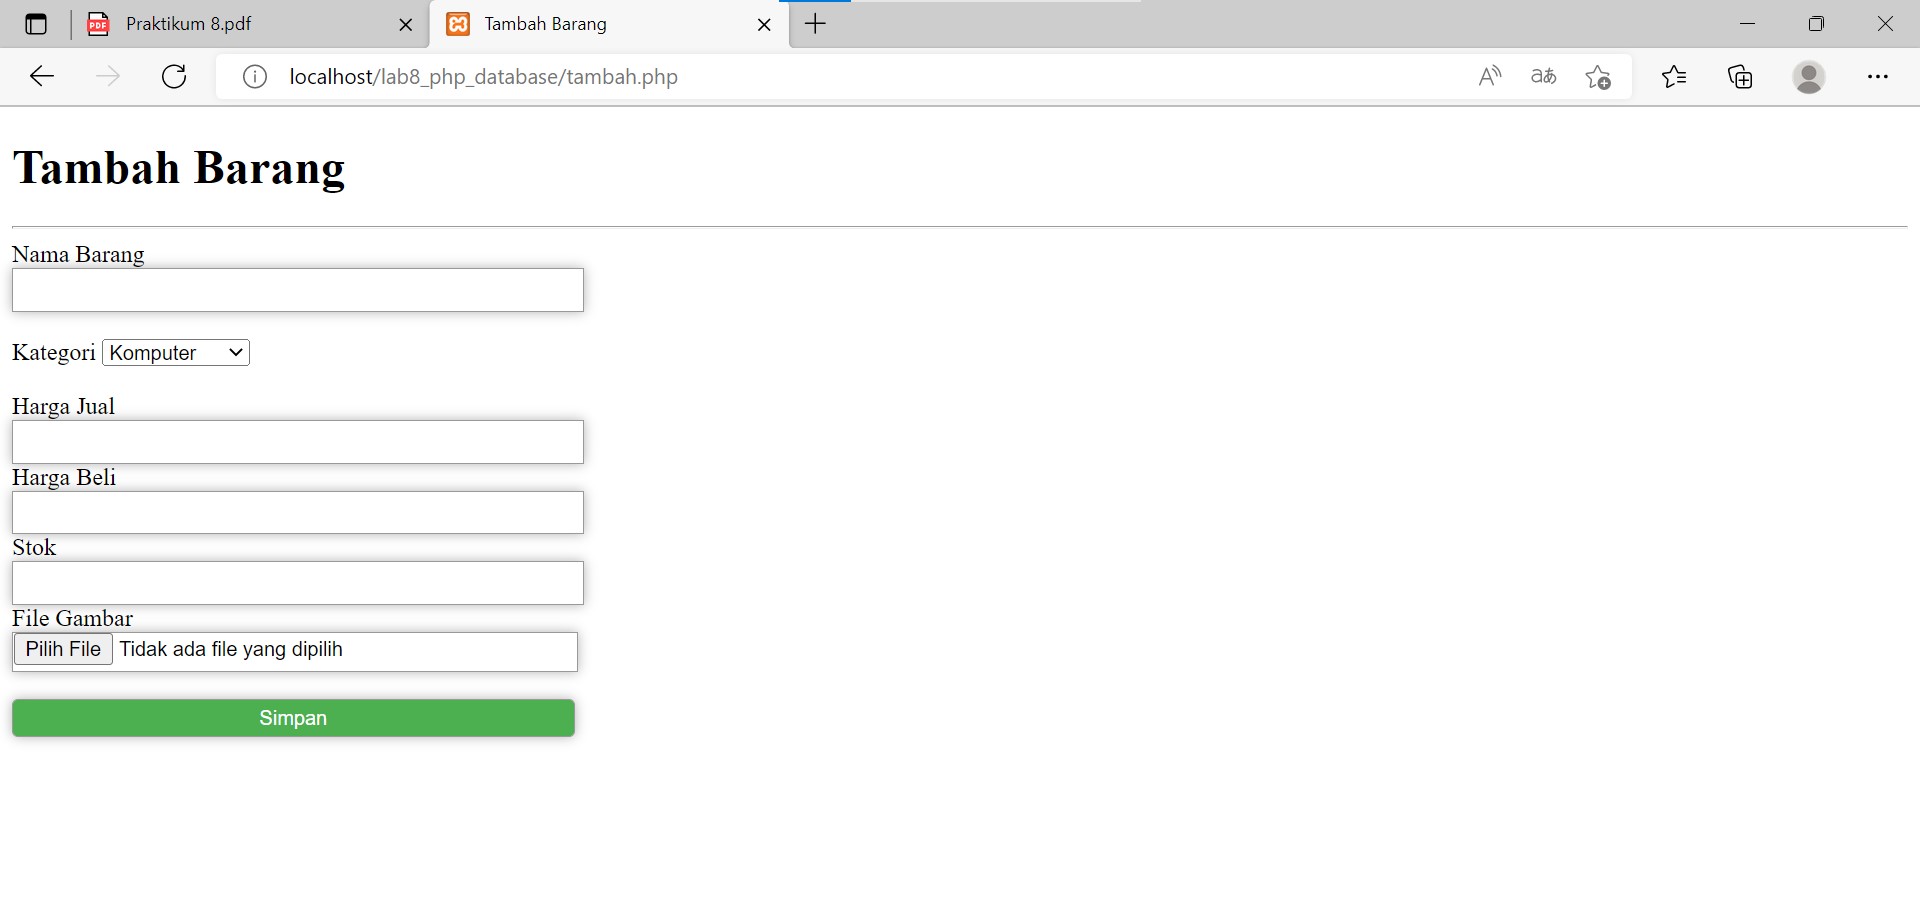 Praktikum 8.pdf
Tambah Barang
localhost/lab8_php_database/tambah.php
Tambah Barang
Nama Barang
Kategori Komputer
Harga Jual
Harga Beli
Stok
File Gambar
Pilih File Tidak ada file yang dipilih
Simpan